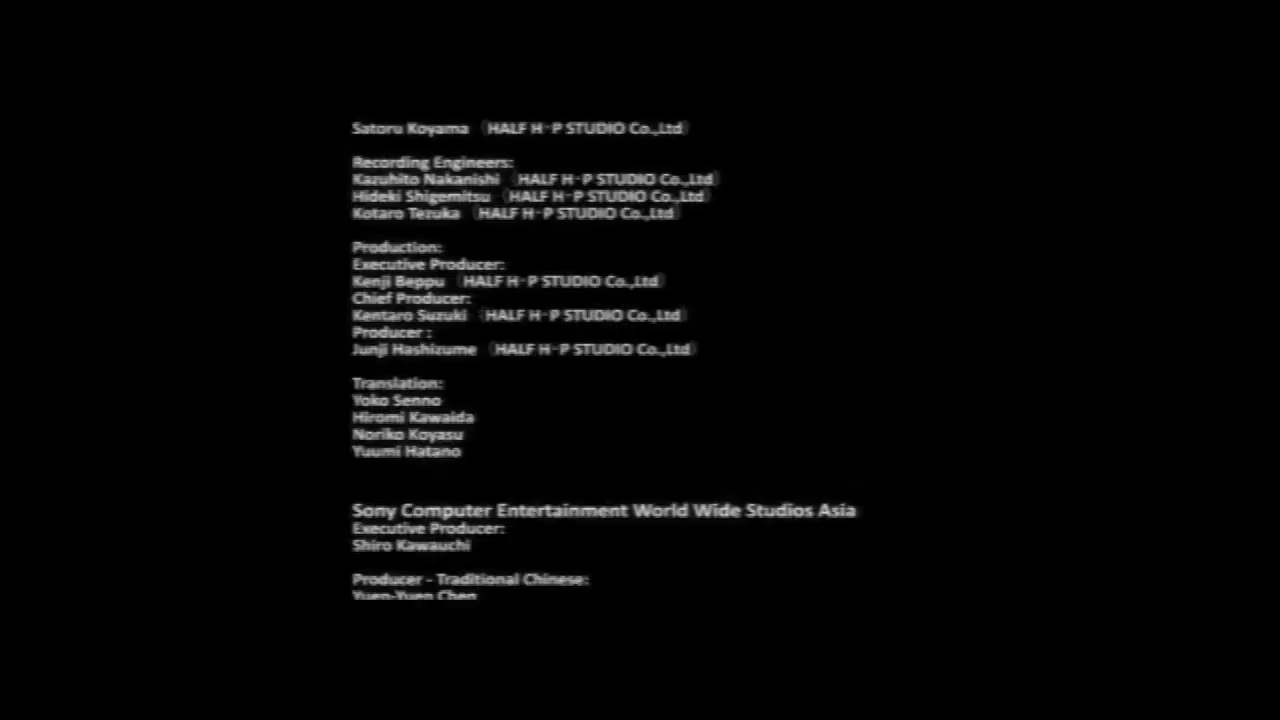 Satoru Koyama （HALF H･P STUDIO Co.,Ltd）
Recording Engineers:
Kazuhito Nakanishi （HALF H･P STUDIO Co.,Ltd）
Hideki Shigemitsu （HALF H･P STUDIO Co.,Ltd）
Kotaro Tezuka （HALF H･P STUDIO Co.,Ltd）
Production:
Executive Producer:
Kenji Beppu （HALF H･P STUDIO Co.,Ltd）
Chief Producer:
Kentaro Suzuki （HALF H･P STUDIO Co.,Ltd）
Producer :
Junji Hashizume （HALF H･P STUDIO Co.,Ltd）
Translation:
Yoko Senno
Hiromi Kawaida
Noriko Koyasu
Yuumi Hatano
Sony Computer Entertainment World Wide Studios Asia
Executive Producer:
Shiro Kawauchi
Producer - Traditional Chinese:
Yuen-Yuen Chen